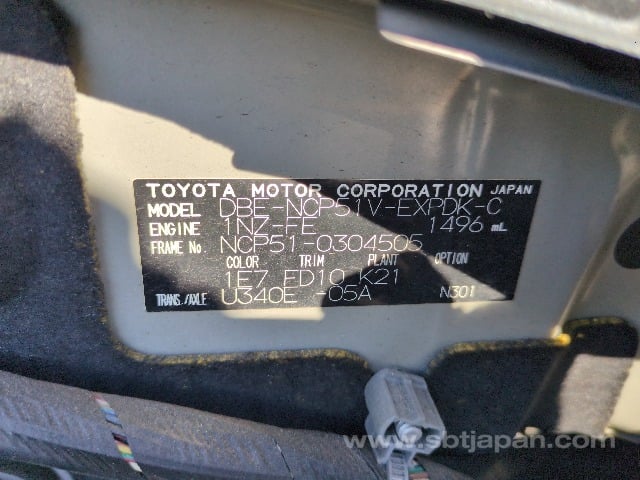 TOYOTA MOTOR CORPORATION JAPAN
MODEL DBE-NCP51V-EXPDK-C
ENGINE 1NZ-FE 1496 mL
FRAME No NCP51-0304505
COLOR TRIM PLANT OPTION
1E7 FD10 K21
TRANS./AXLE U340E -05A N301
www.sbtjapan.com